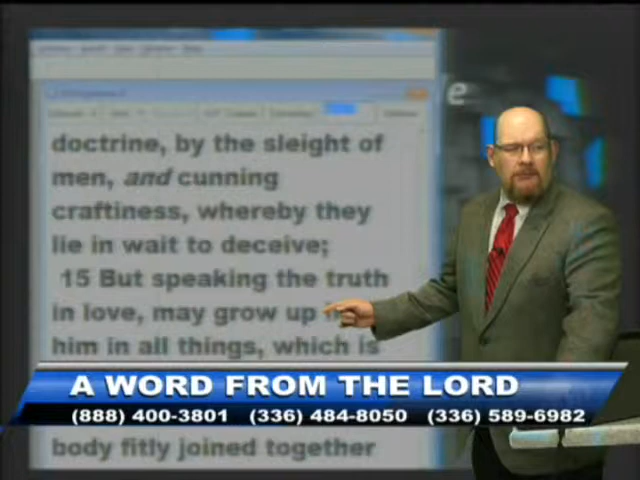 e
doctrine, by the sleight of
men, and cunning
craftiness, whereby they
lie in wait to deceive;
15 But speaking the truth
in love, may grow up
him in all things, which is
A WORD FROM THE LORD
(888) 400-3801 (336) 484-8050 (336) 589-6982
body fitly joined together